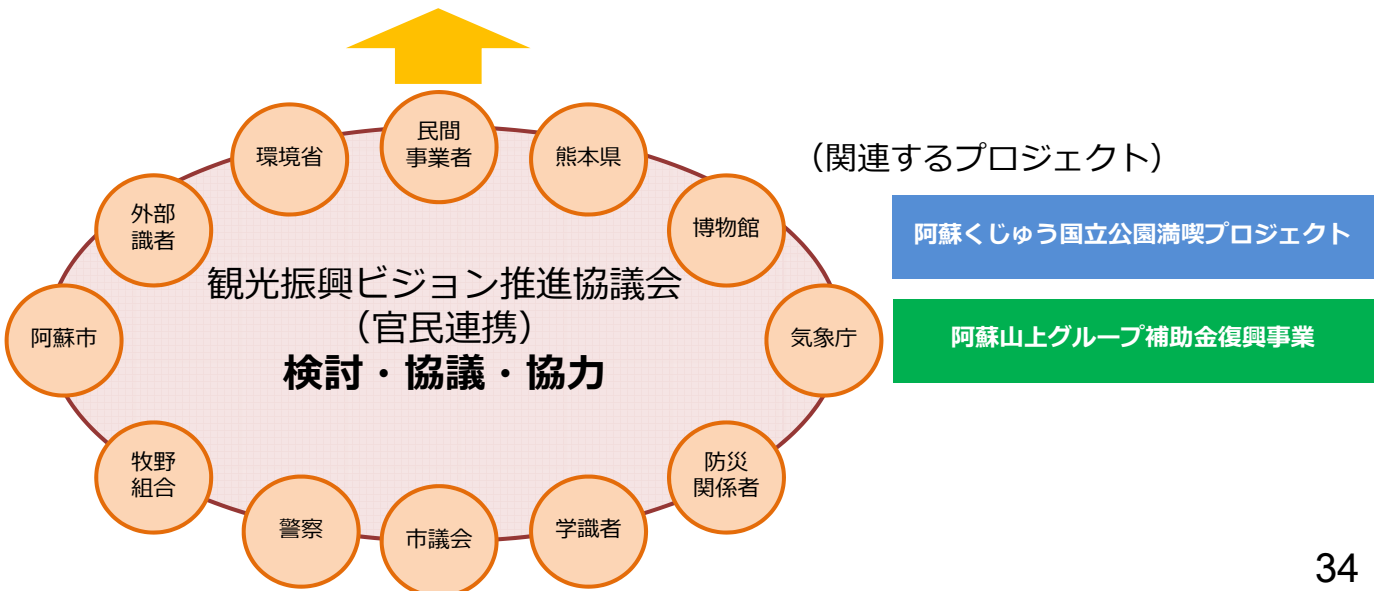 民間
事業者
環境省
熊本県
(関連するプロジェクト)
外部
識者
博物館
阿蘇くじゅう国立公園満喫プロジェクト
観光振興ビジョン推進協議会
(官民連携)
検討・協議・協力
阿蘇市
気象庁
阿蘇山上グループ補助金復興事業
牧野
組合
防災
関係者
警察
市議会
学識者
34